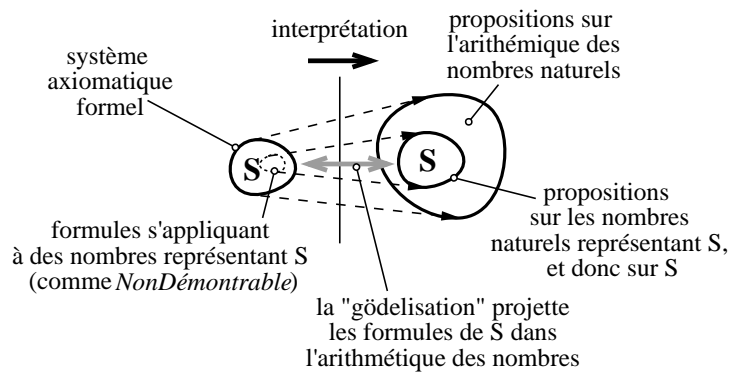 interprétation
propositions sur
l'arithémique des
nombres naturels
système
axiomatique
formel
S
S
formules s'appliquant
à des nombres représentant S
(comme NonDémontrable)
propositions
sur les nombres
naturels représentant S,
et donc sur S
la "gödelisation" projette
les formules de S dans
l'arithmétique des nombres